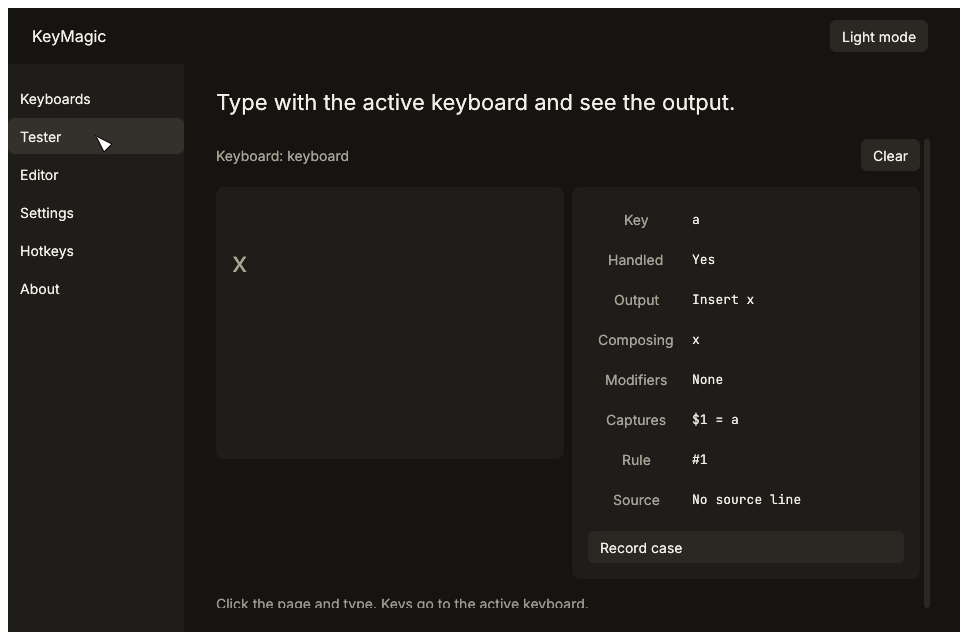 KeyMagic
Light mode
Keyboards
Tester
Editor
Settings
Hotkeys
About
Type with the active keyboard and see the output.
Keyboard: keyboard
Clear
x
Key a
Handled Yes
Output Insert x
Composing x
Modifiers None
Captures $1 = a
Rule #1
Source No source line
Record case
Click the page and type. Keys go to the active keyboard.